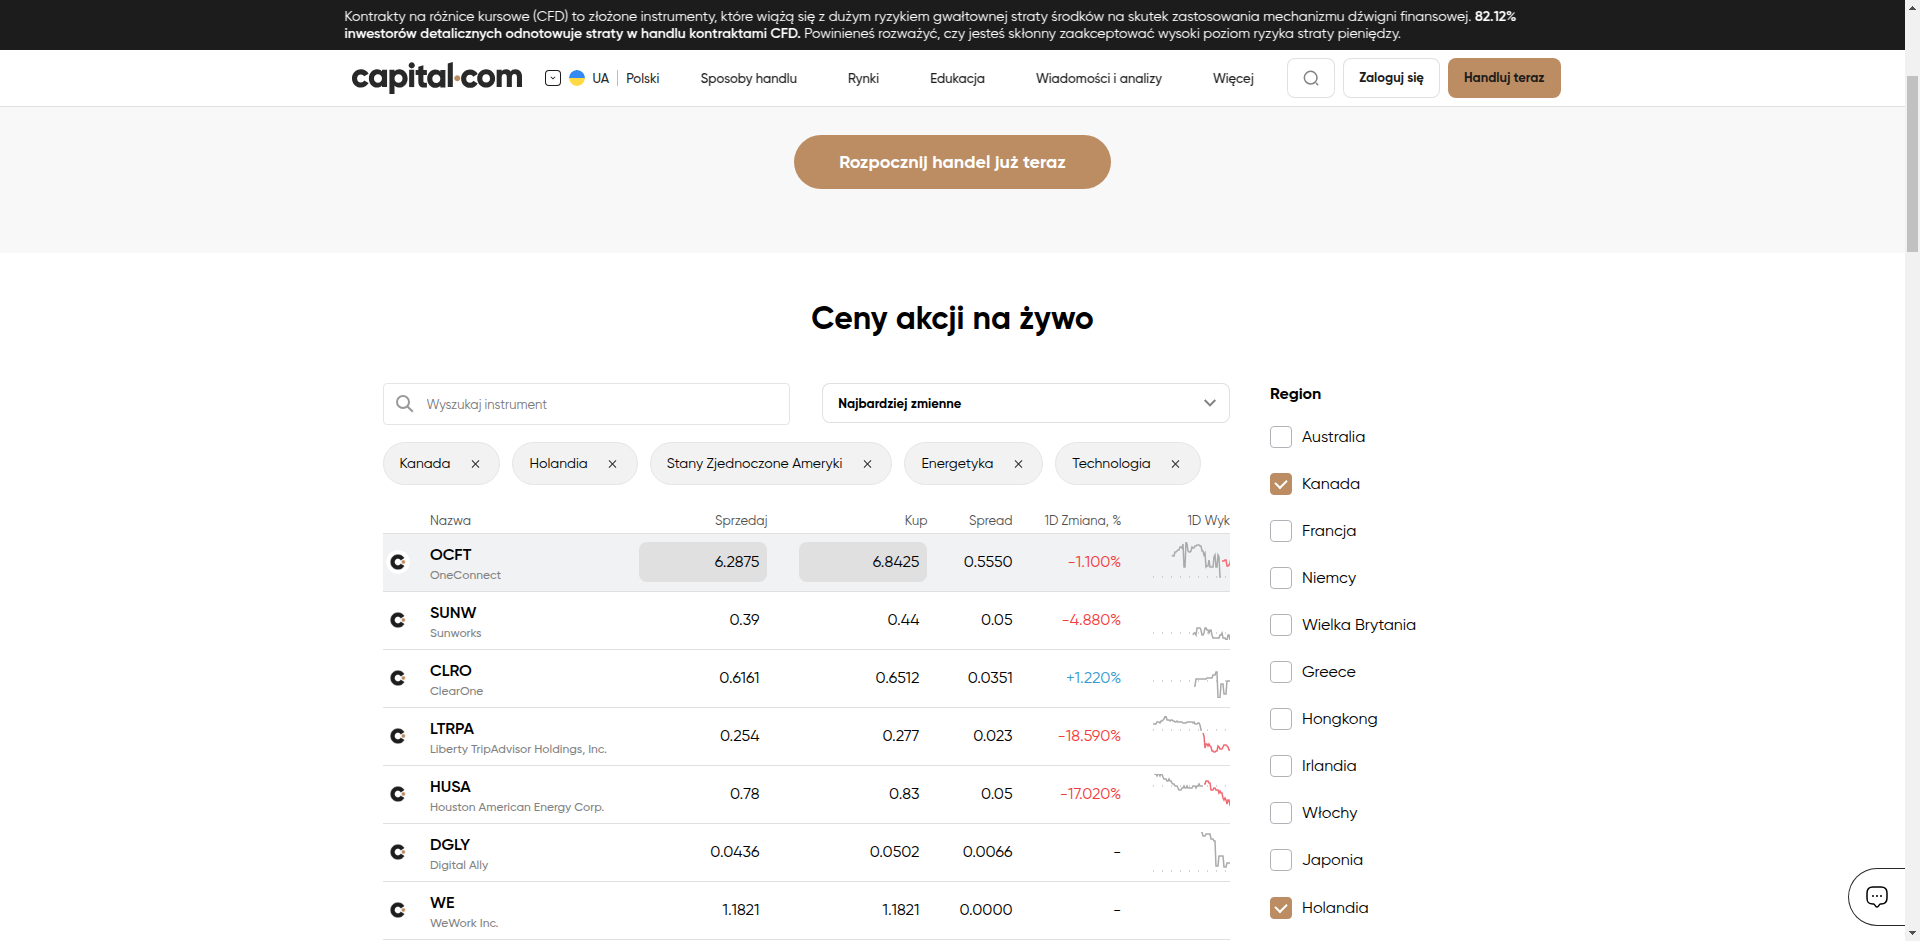 Kontrakty na różnice kursowe (CFD) to złożone instrumenty, które wiążą się z dużym ryzykiem gwałtownej straty środków na skutek zastosowania mechanizmu dźwigni finansowej. 82.12%
inwestorów detalicznych odnotowuje straty w handlu kontraktami CFD. Powinieneś rozważyć, czy jesteś skłonny zaakceptować wysoki poziom ryzyka straty pieniędzy.
capital.com UA Polski Sposoby handlu Rynki Edukacja Wiadomości i analizy Więcej Zaloguj się Handluj teraz
Rozpocznij handel już teraz
Ceny akcji na żywo
Wyszukaj instrument Najbardziej zmienne
Kanada Holandia Stany Zjednoczone Ameryki Energetyka Technologia
Nazwa Sprzedaj Kup Spread 1D Zmiana, % 1D Wyk
OCFT 6.2875 6.8425 0.5550 -1.100%
OneConnect
SUNW 0.39 0.44 0.05 -4.880%
Sunworks
CLRO 0.6161 0.6512 0.0351 +1.220%
ClearOne
LTRPA 0.254 0.277 0.023 -18.590%
Liberty TripAdvisor Holdings, Inc.
HUSA 0.78 0.83 0.05 -17.020%
Houston American Energy Corp.
DGLY 0.0436 0.0502 0.0066 -
Digital Ally
WE 1.1821 1.1821 0.0000 -
WeWork Inc.
Region
Australia
Kanada
Francja
Niemcy
Wielka Brytania
Greece
Hongkong
Irlandia
Włochy
Japonia
Holandia